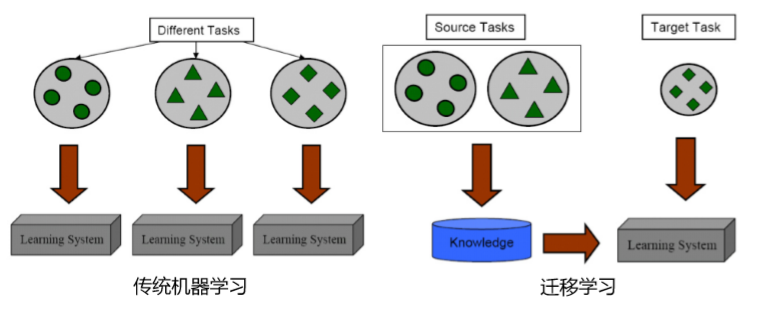 Different Tasks
Learning System
Learning System
Learning System
传统机器学习
Source Tasks
Target Task
Knowledge
Learning System
迁移学习